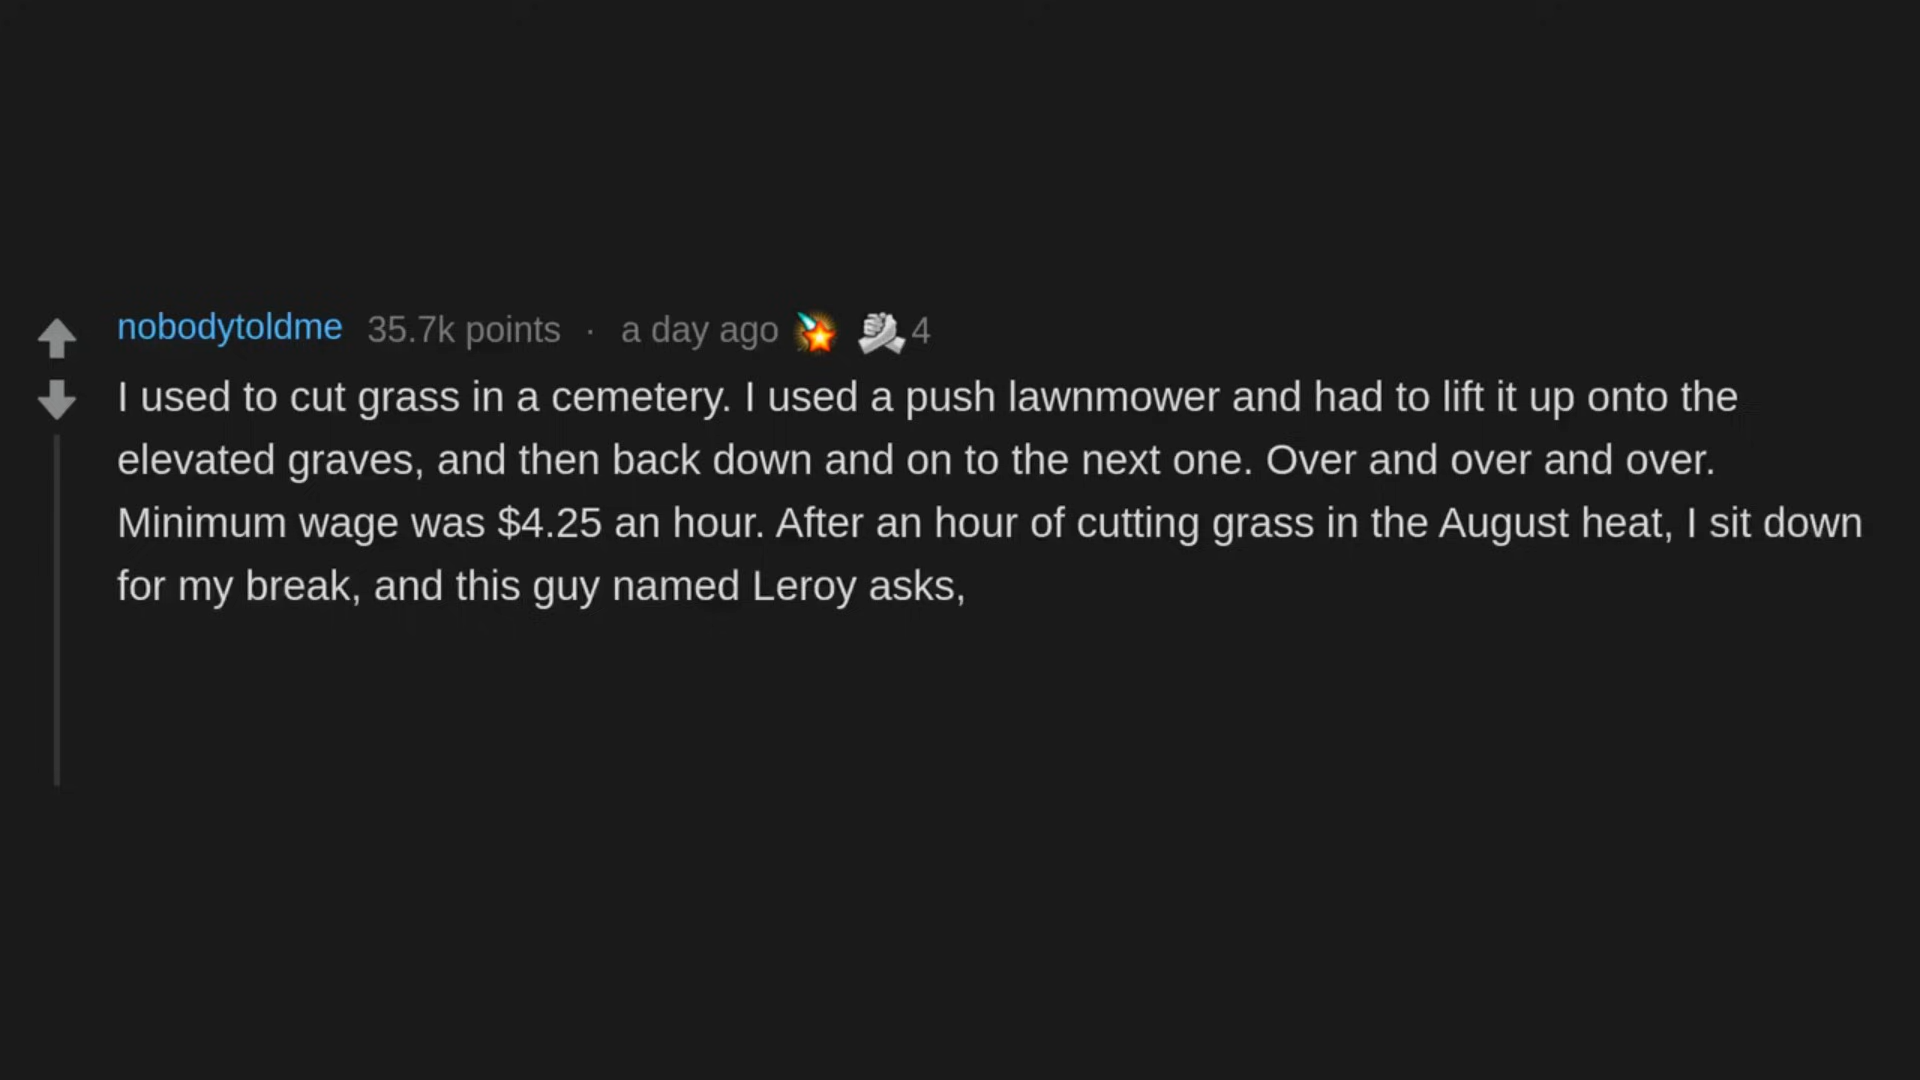 nobodytoldme 35.7k points · a day ago 4
I used to cut grass in a cemetery. I used a push lawnmower and had to lift it up onto the
elevated graves, and then back down and on to the next one. Over and over and over.
Minimum wage was $4.25 an hour. After an hour of cutting grass in the August heat, I sit down
for my break, and this guy named Leroy asks,